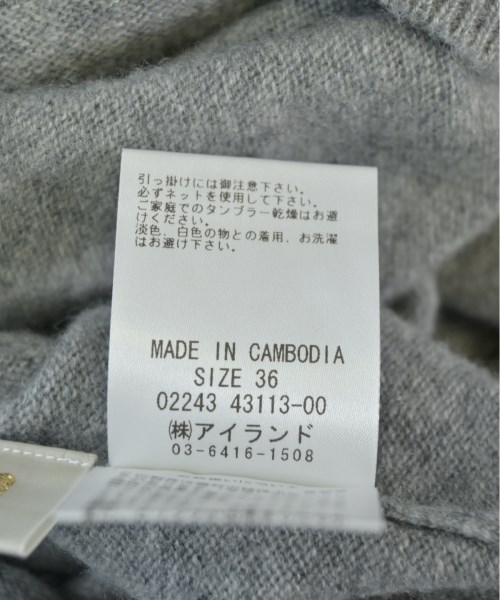 引っ掛けには御注意下さい。
必ずネットを使用して下さい。
ご家庭でのタンブラー乾燥はお避
けください。
淡色、白色の物との着用、お洗濯
はお避け下さい。
MADE IN CAMBODIA
SIZE 36
02243 43113-00
㈱アイランド
03-6416-1508